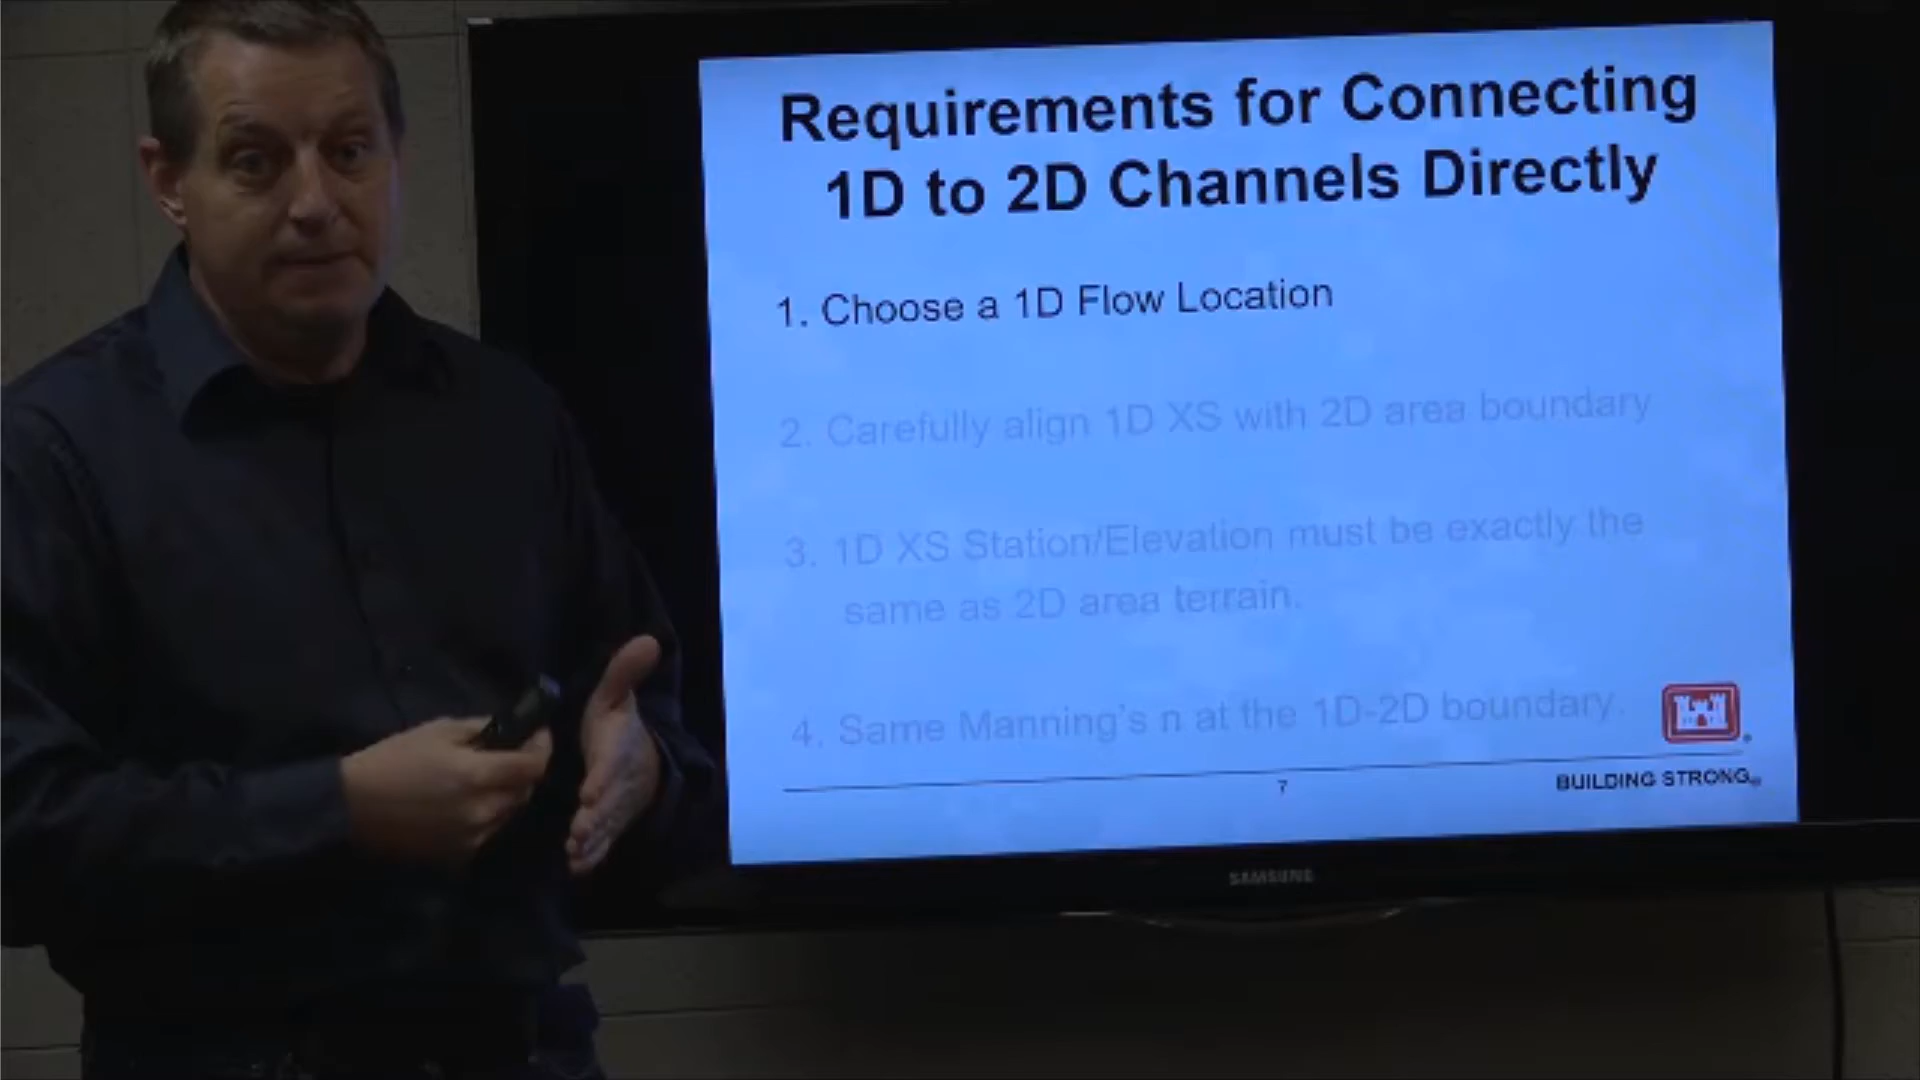 Requirements for Connecting
1D to 2D Channels Directly
1. Choose a 1D Flow Location
2. Carefully align 1D XS with 2D area boundary
3. 1D XS Station/Elevation must be exactly the
same as 2D area terrain.
4. Same Manning's n at the 1D-2D boundary.
7
BUILDING STRONG®
SAMSUNG